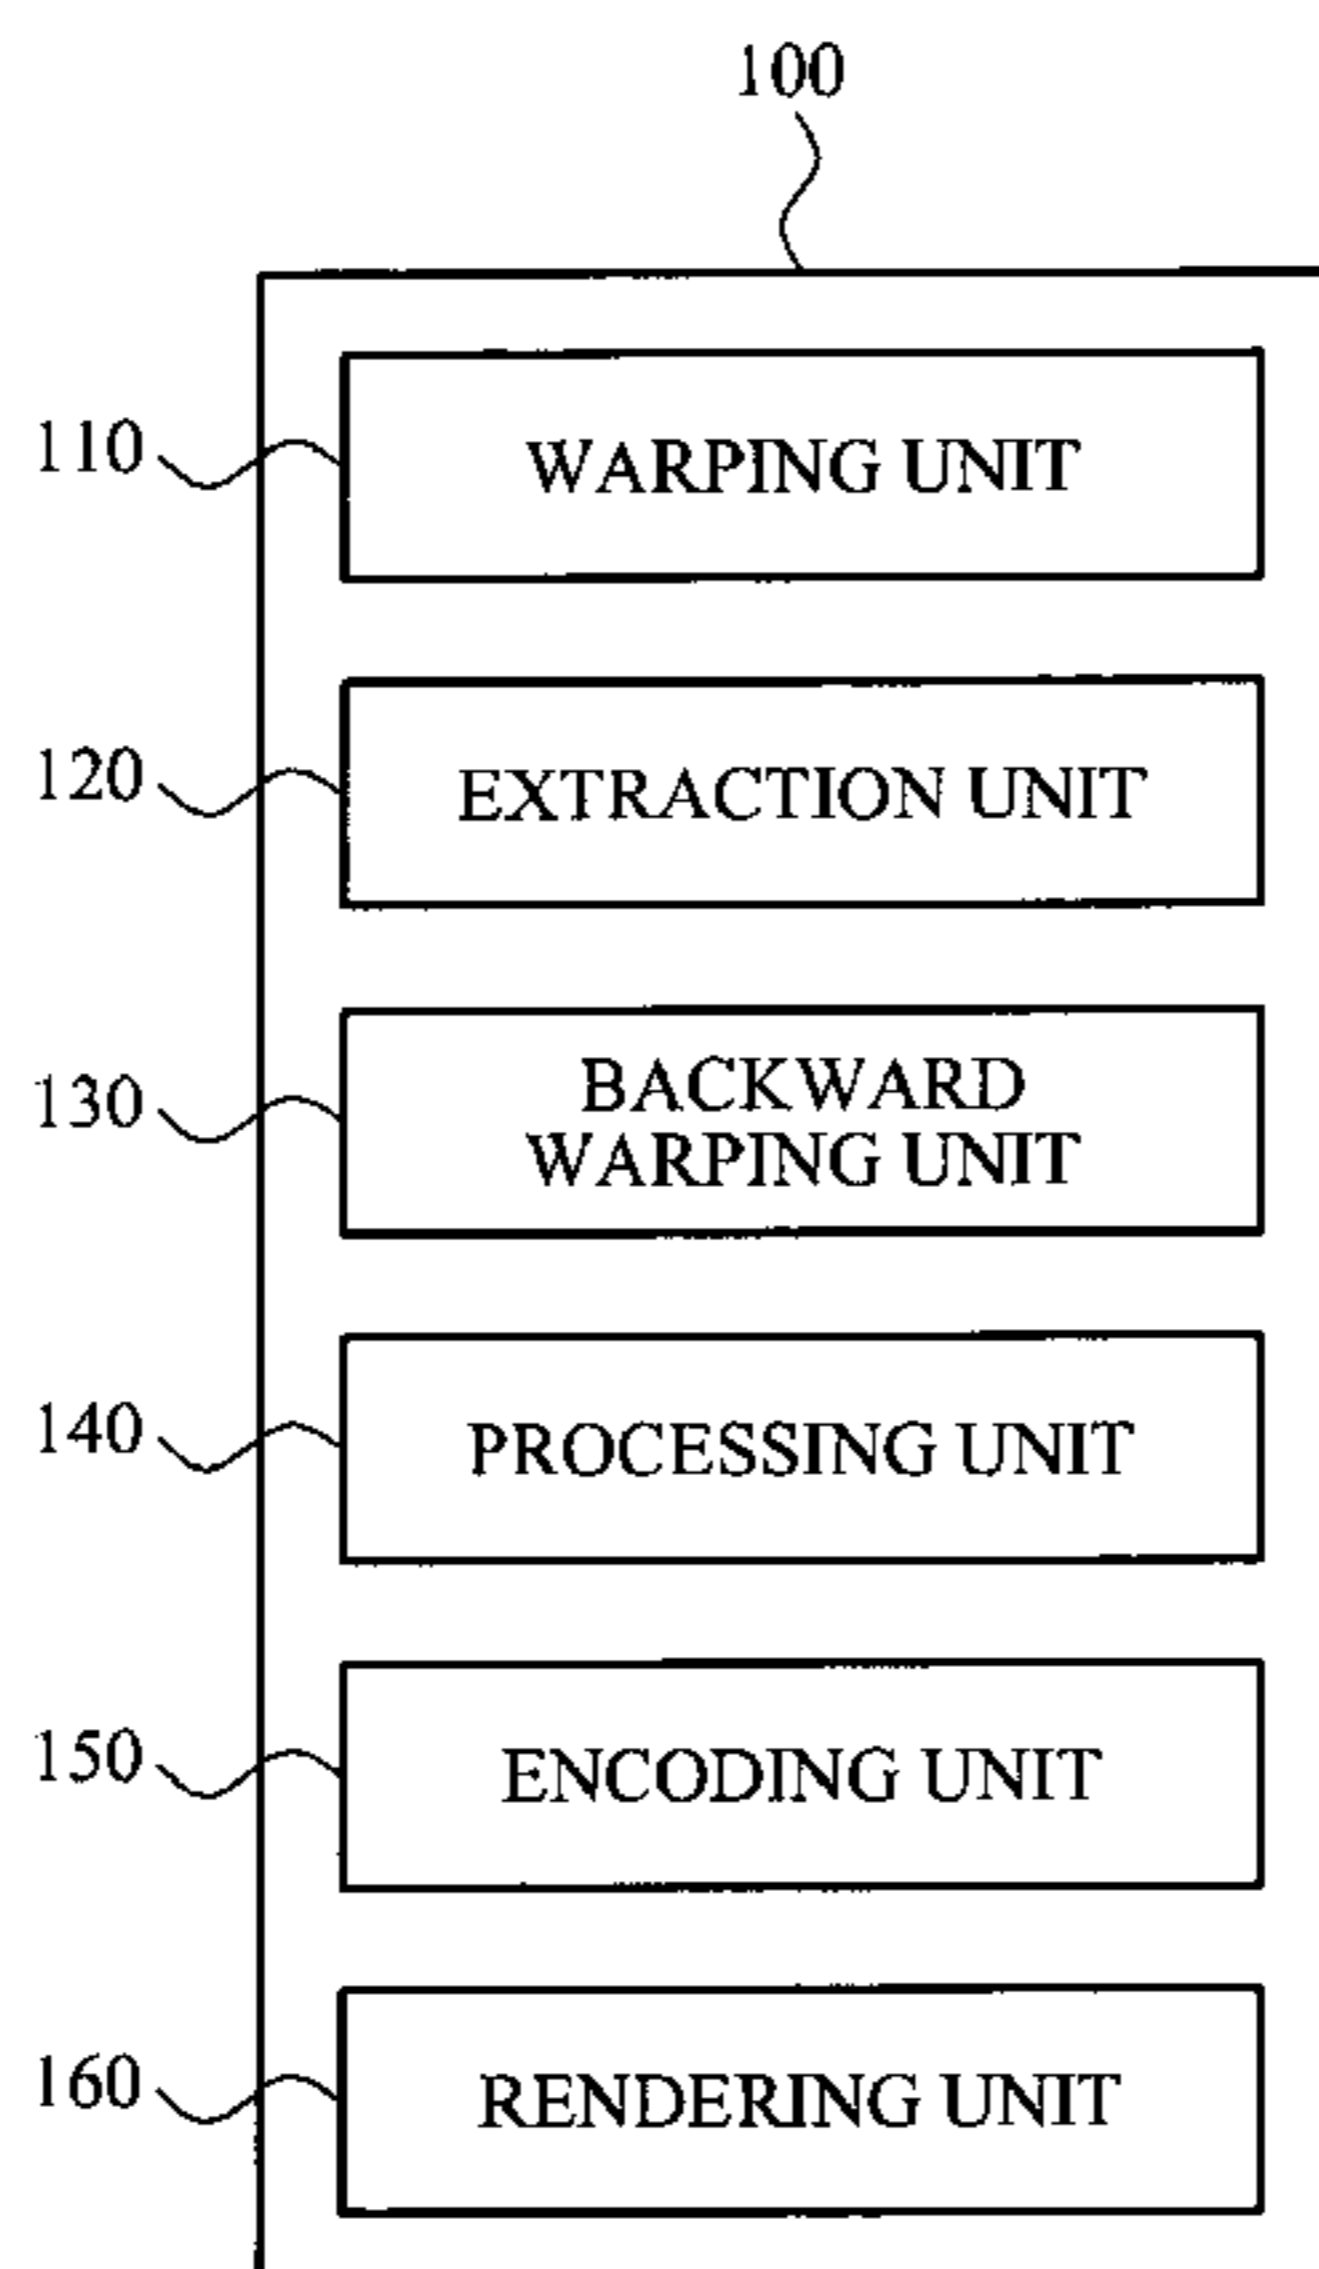 100
110
WARPING UNIT
120
EXTRACTION UNIT
130
BACKWARD
WARPING UNIT
140
PROCESSING UNIT
150
ENCODING UNIT
160
RENDERING UNIT